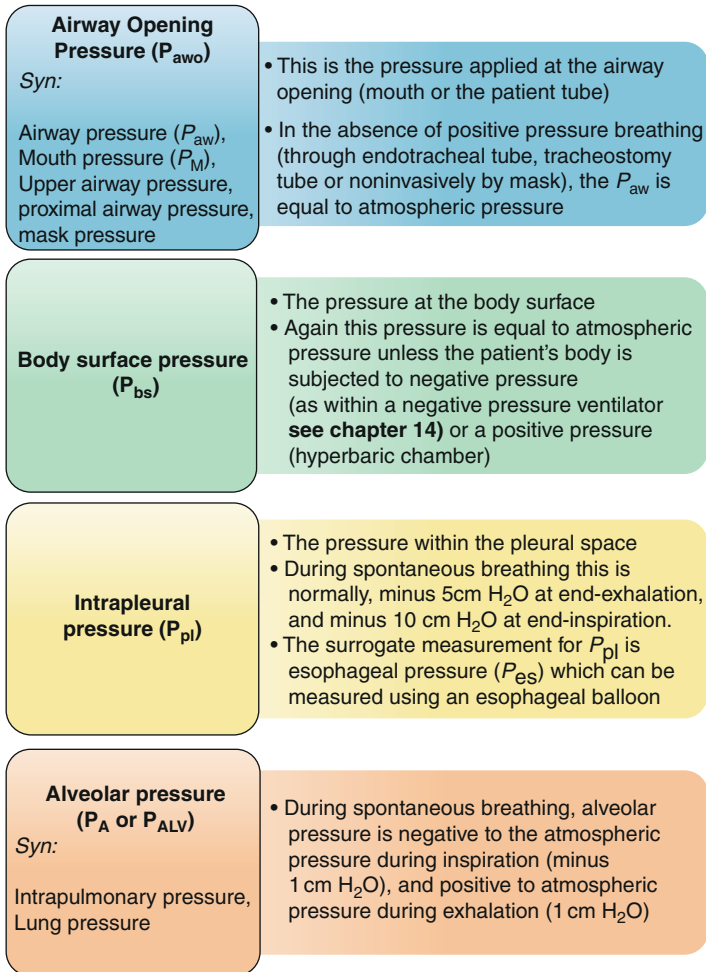 Airway Opening
Pressure (Pawo)
Syn:
Airway pressure (Paw),
Mouth pressure (PM),
Upper airway pressure,
proximal airway pressure,
mask pressure
• This is the pressure applied at the airway
opening (mouth or the patient tube)
• In the absence of positive pressure breathing
(through endotracheal tube, tracheostomy
tube or noninvasively by mask), the Paw is
equal to atmospheric pressure
Body surface pressure
(Pbs)
• The pressure at the body surface
• Again this pressure is equal to atmospheric
pressure unless the patient's body is
subjected to negative pressure
(as within a negative pressure ventilator
see chapter 14) or a positive pressure
(hyperbaric chamber)
Intrapleural
pressure (Ppl)
• The pressure within the pleural space
• During spontaneous breathing this is
normally, minus 5cm H2O at end-exhalation,
and minus 10 cm H2O at end-inspiration.
• The surrogate measurement for Ppl is
esophageal pressure (Pes) which can be
measured using an esophageal balloon
Alveolar pressure
(PA or PALV)
Syn:
Intrapulmonary pressure,
Lung pressure
• During spontaneous breathing, alveolar
pressure is negative to the atmospheric
pressure during inspiration (minus
1 cm H2O), and positive to atmospheric
pressure during exhalation (1 cm H2O)